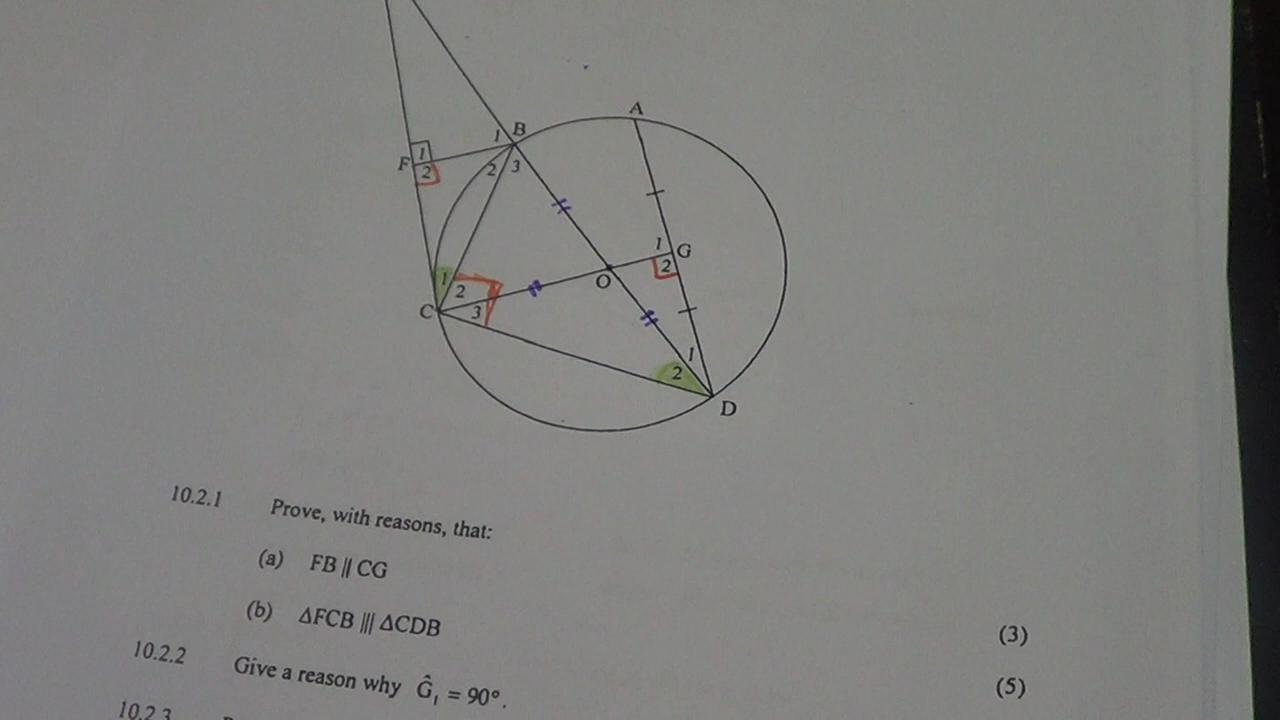 A
1 B
F 1
2
2 3
1 G
2
O
1
2
C 3
1
2
D
10.2.1 Prove, with reasons, that:
(a) FB || CG
(b) ΔFCB ||| ΔCDB
(3)
10.2.2 Give a reason why Ĝ₁ = 90°.
(5)
10.2.3